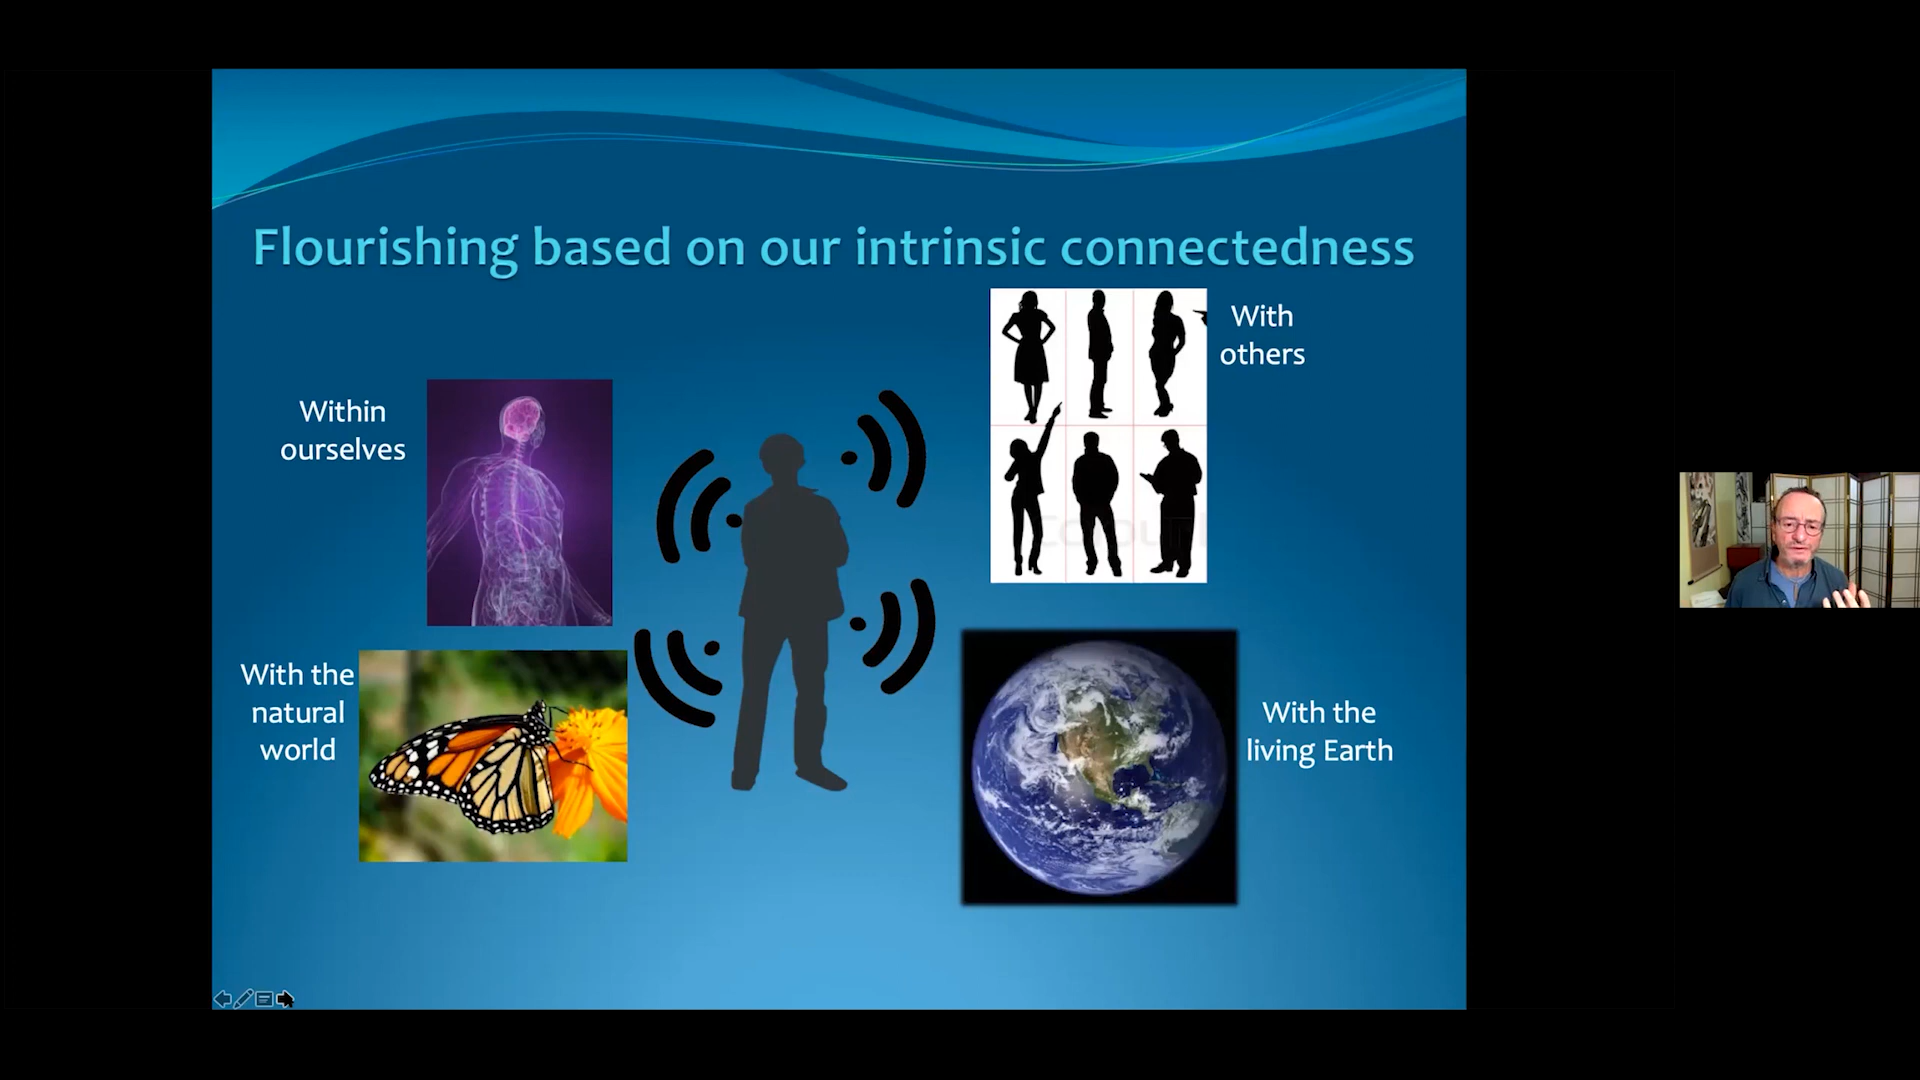 Flourishing based on our intrinsic connectedness
With
others
Within
ourselves
With the
natural
world
With the
living Earth